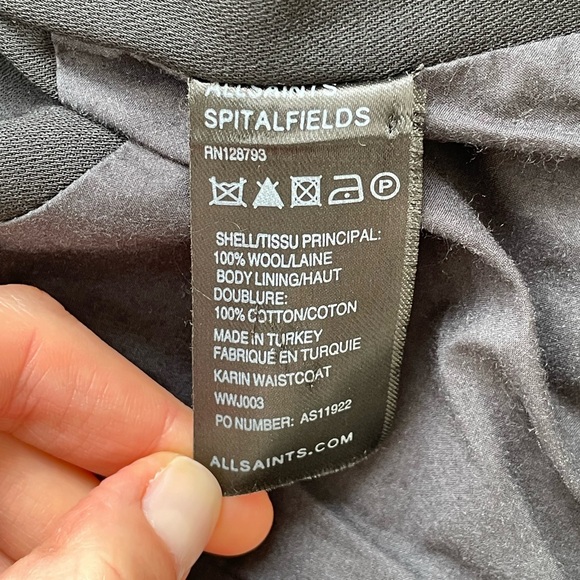 ALLSAINTS
SPITALFIELDS
RN128793
P
SHELL/TISSU PRINCIPAL:
100% WOOL/LAINE
BODY LINING/HAUT
DOUBLURE:
100% COTTON/COTON
MADE IN TURKEY
FABRIQUÉ EN TURQUIE
KARIN WAISTCOAT
WWJ003
PO NUMBER: AS11922
ALLSAINTS.COM